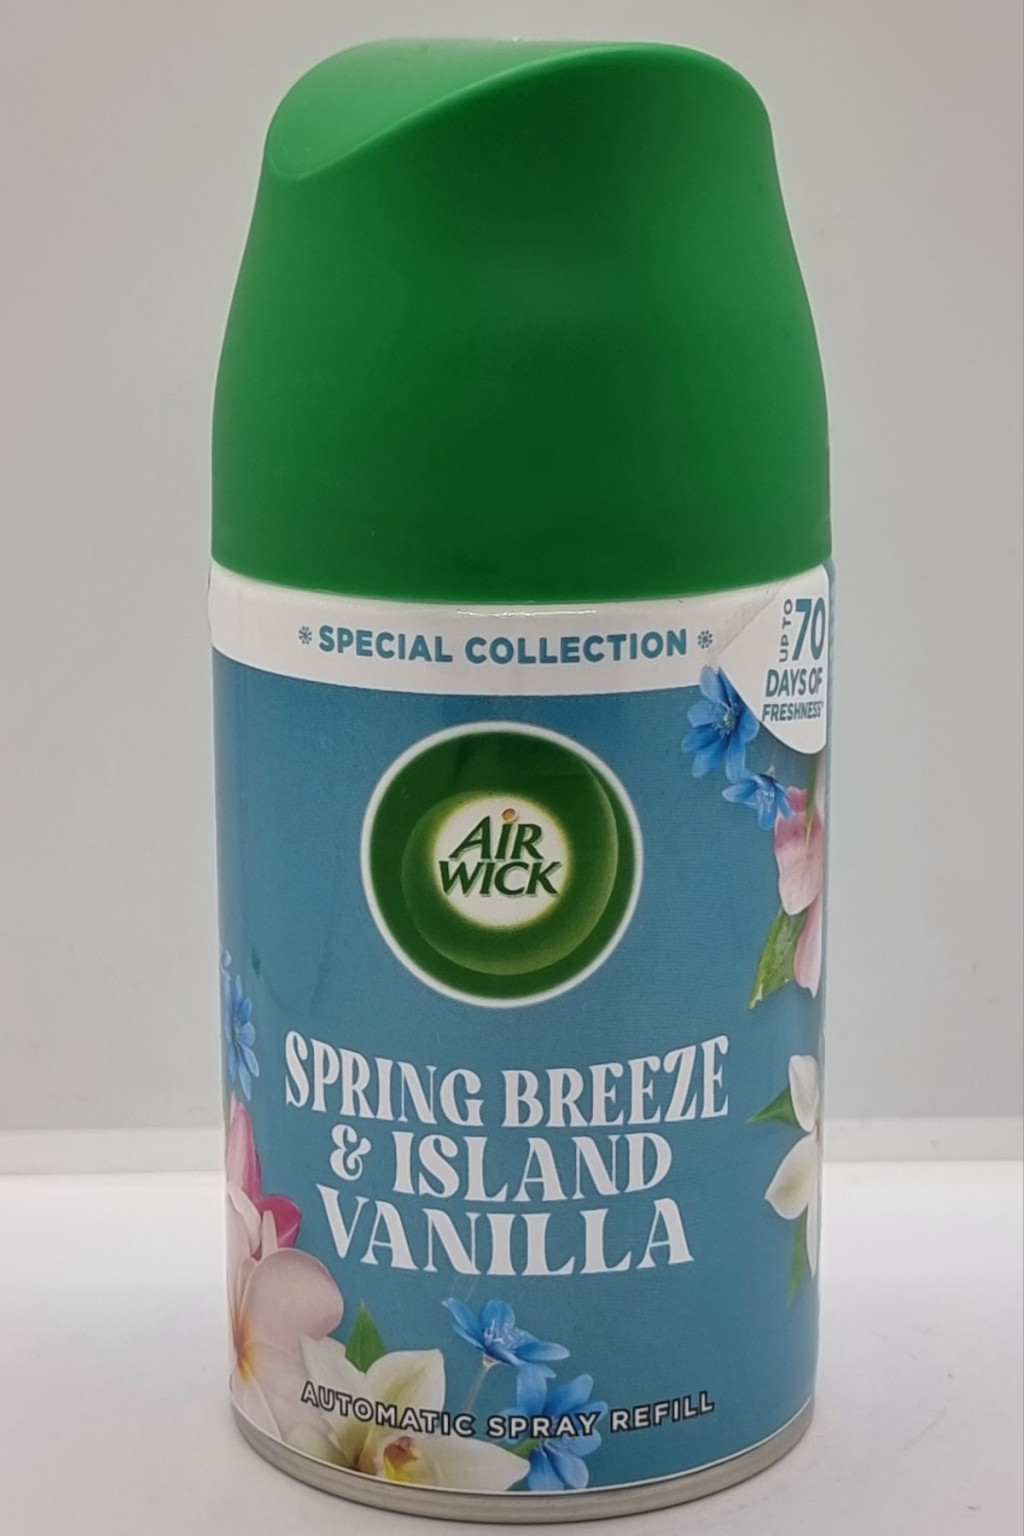 SPECIAL COLLECTION
UP TO 70
DAYS OF
FRESHNESS*
AIR
WICK
SPRING BREEZE
& ISLAND
VANILLA
AUTOMATIC SPRAY REFILL